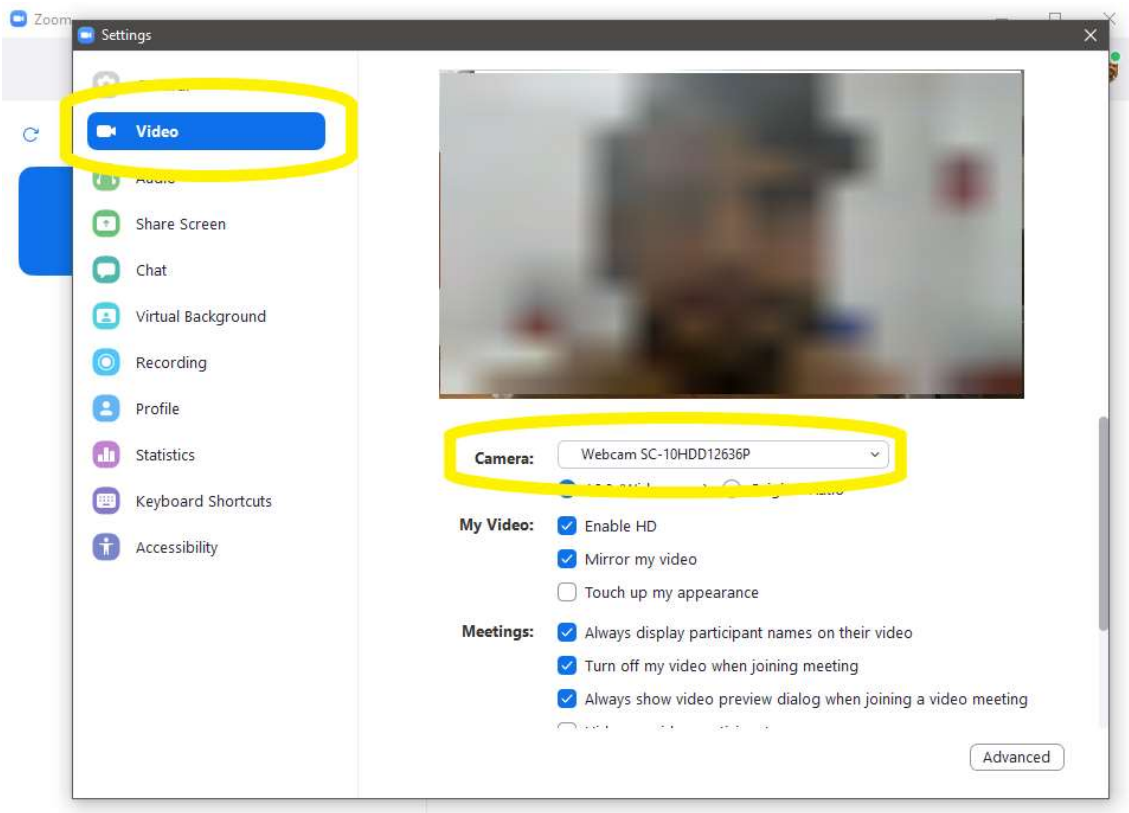 Zoom
Settings
Video
Audio
Share Screen
Chat
Virtual Background
Recording
Profile
Statistics
Keyboard Shortcuts
Accessibility
Camera:
Webcam SC-10HDD12636P
My Video:
Enable HD
Mirror my video
Touch up my appearance
Meetings:
Always display participant names on their video
Turn off my video when joining meeting
Always show video preview dialog when joining a video meeting
Advanced